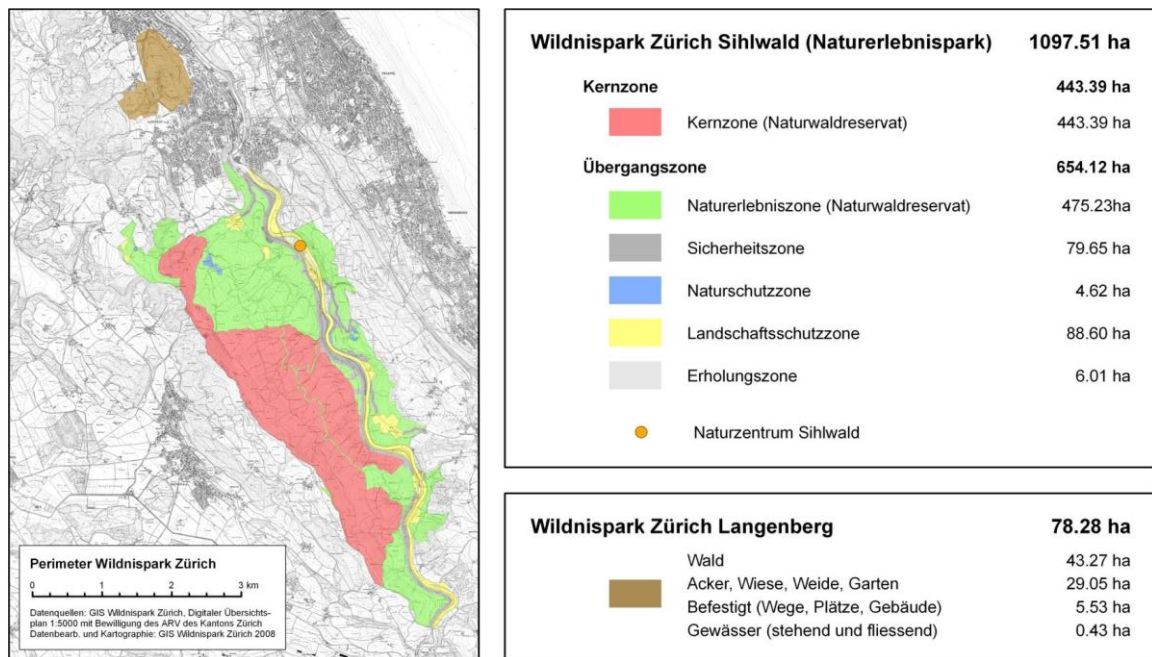 Perimeter Wildnispark Zürich
0 1 2 3 km
Datenquellen: GIS Wildnispark Zürich, Digitaler Übersichts-
plan 1:5000 mit Bewilligung des ARV des Kantons Zürich
Datenbearb. und Kartographie: GIS Wildnispark Zürich 2008
Wildnispark Zürich Sihlwald (Naturerlebnispark) 1097.51 ha
Kernzone 443.39 ha
Kernzone (Naturwaldreservat) 443.39 ha
Übergangszone 654.12 ha
Naturerlebniszone (Naturwaldreservat) 475.23ha
Sicherheitszone 79.65 ha
Naturschutzzone 4.62 ha
Landschaftsschutzzone 88.60 ha
Erholungszone 6.01 ha
Naturzentrum Sihlwald
Wildnispark Zürich Langenberg 78.28 ha
Wald 43.27 ha
Acker, Wiese, Weide, Garten 29.05 ha
Befestigt (Wege, Plätze, Gebäude) 5.53 ha
Gewässer (stehend und fliessend) 0.43 ha